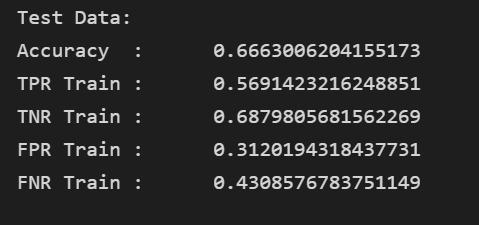 Test Data:
Accuracy  :      0.6663006204155173
TPR Train :      0.5691423216248851
TNR Train :      0.6879805681562269
FPR Train :      0.3120194318437731
FNR Train :      0.4308576783751149